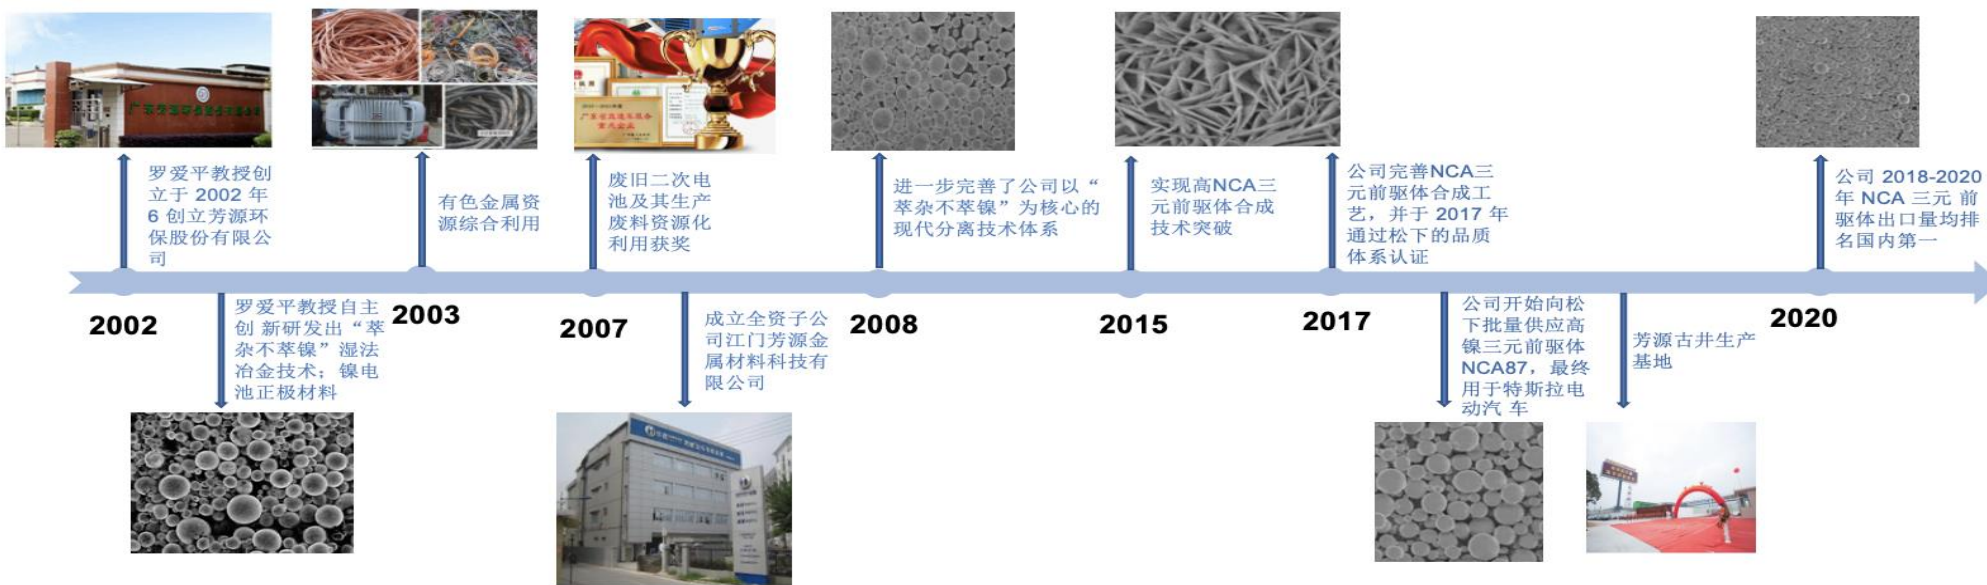 罗爱平教授创
立于 2002 年
6 创立芳源环
保股份有限公
司
有色金属资
源综合利用
废旧二次电
池及其生产
废料资源化
利用获奖
进一步完善了公司以“
萃杂不萃镍”为核心的
现代分离技术体系
实现高NCA三
元前驱体合成
技术突破
公司完善NCA三
元前驱体合成工
艺，并于 2017 年
通过松下的品质
体系认证
公司 2018-2020
年 NCA 三元 前
驱体出口量均排
名国内第一
2002
2003
2007
2008
2015
2017
2020
罗爱平教授自主
创 新研发出“萃
杂不萃镍”湿法
冶金技术；镍电
池正极材料
成立全资子公
司江门芳源金
属材料科技有
限公司
公司开始向松
下批量供应高
镍三元前驱体
NCA87，最终
用于特斯拉电
动汽 车
芳源古井生产
基地